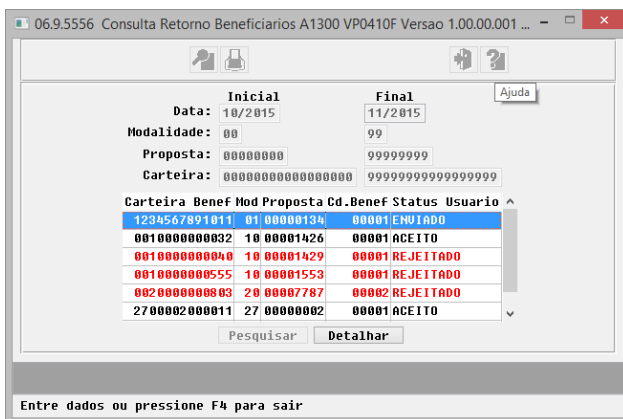 06.9.5556 Consulta Retorno Beneficiarios A1300 VP0410F Versao 1.00.00.001 ...
Ajuda
Inicial Final
Data: 10/2015 11/2015
Modalidade: 00 99
Proposta: 00000000 99999999
Carteira: 00000000000000000 99999999999999999
Carteira Benef Mod Proposta Cd.Benef Status Usuario
1234567891011 01 00000134 00001 ENVIADO
0010000000032 10 00001426 00001 ACEITO
0010000000040 10 00001429 00001 REJEITADO
0010000000555 10 00001553 00001 REJEITADO
0020000000803 20 00007787 00002 REJEITADO
2700002000011 27 00000002 00001 ACEITO
Pesquisar Detalhar
Entre dados ou pressione F4 para sair